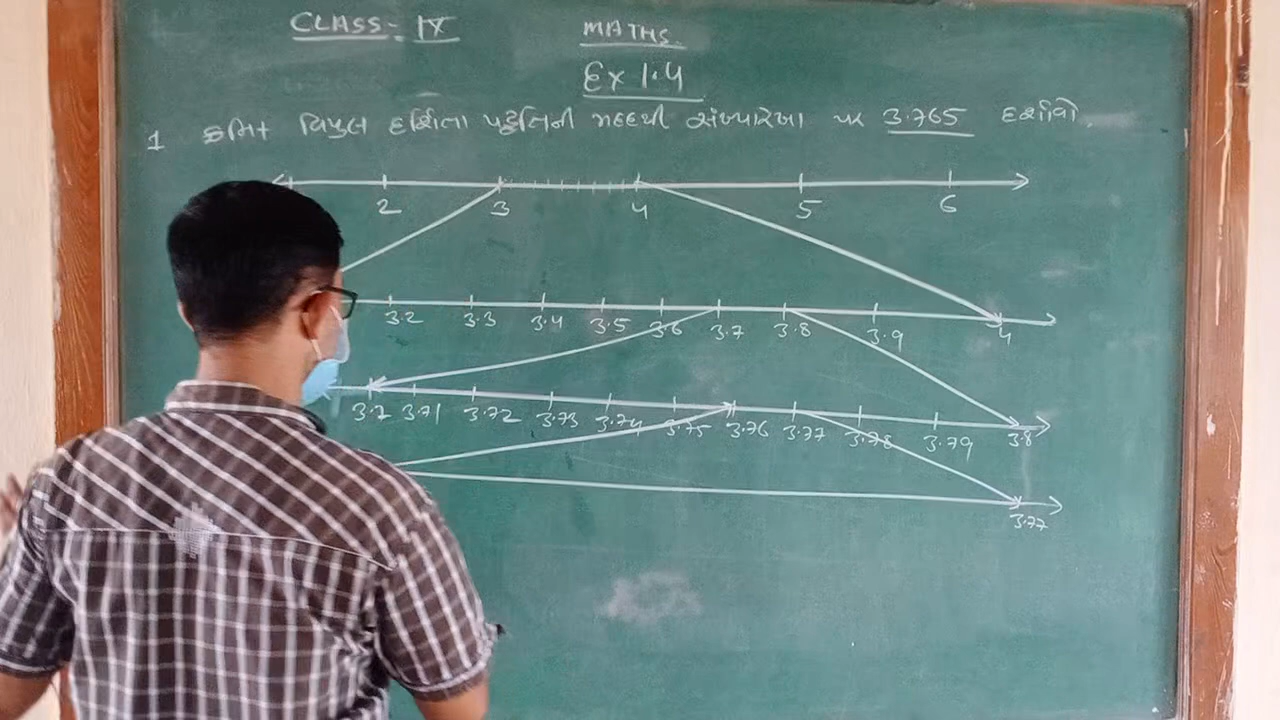 CLASS- IX MATHS.
Ex 1.4
1 ક્રમિક વિપુલ દર્શિતા પદ્ધતિની મદદથી સંખ્યારેખા પર 3.765 દર્શાવો.
2 3 4 5 6
3.2 3.3 3.4 3.5 3.6 3.7 3.8 3.9 4
3.7 3.71 3.72 3.73 3.74 3.75 3.76 3.77 3.78 3.79 3.8
3.77